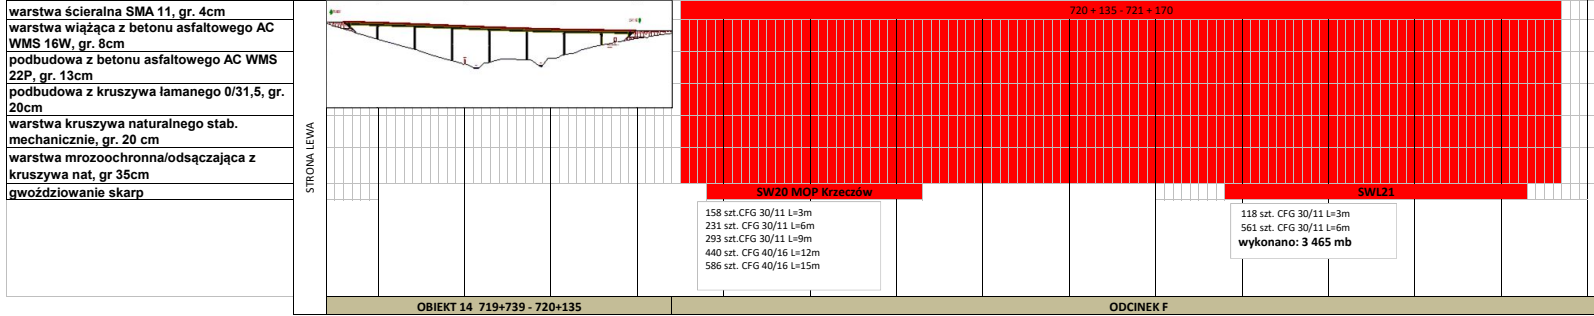 warstwa ścieralna SMA 11, gr. 4cm
warstwa wiążąca z betonu asfaltowego AC
WMS 16W, gr. 8cm
podbudowa z betonu asfaltowego AC WMS
22P, gr. 13cm
podbudowa z kruszywa łamanego 0/31,5, gr.
20cm
warstwa kruszywa naturalnego stab.
mechanicznie, gr. 20 cm
warstwa mrozoochronna/odsączająca z
kruszywa nat, gr 35cm
gwoździowanie skarp
STRONA LEWA
720 + 135 - 721 + 170
SW20 MOP Krzeczów
158 szt.CFG 30/11 L=3m
231 szt. CFG 30/11 L=6m
293 szt.CFG 30/11 L=9m
440 szt. CFG 40/16 L=12m
586 szt. CFG 40/16 L=15m
SWL21
118 szt. CFG 30/11 L=3m
561 szt. CFG 30/11 L=6m
wykonano: 3 465 mb
OBIEKT 14 719+739 - 720+135
ODCINEK F